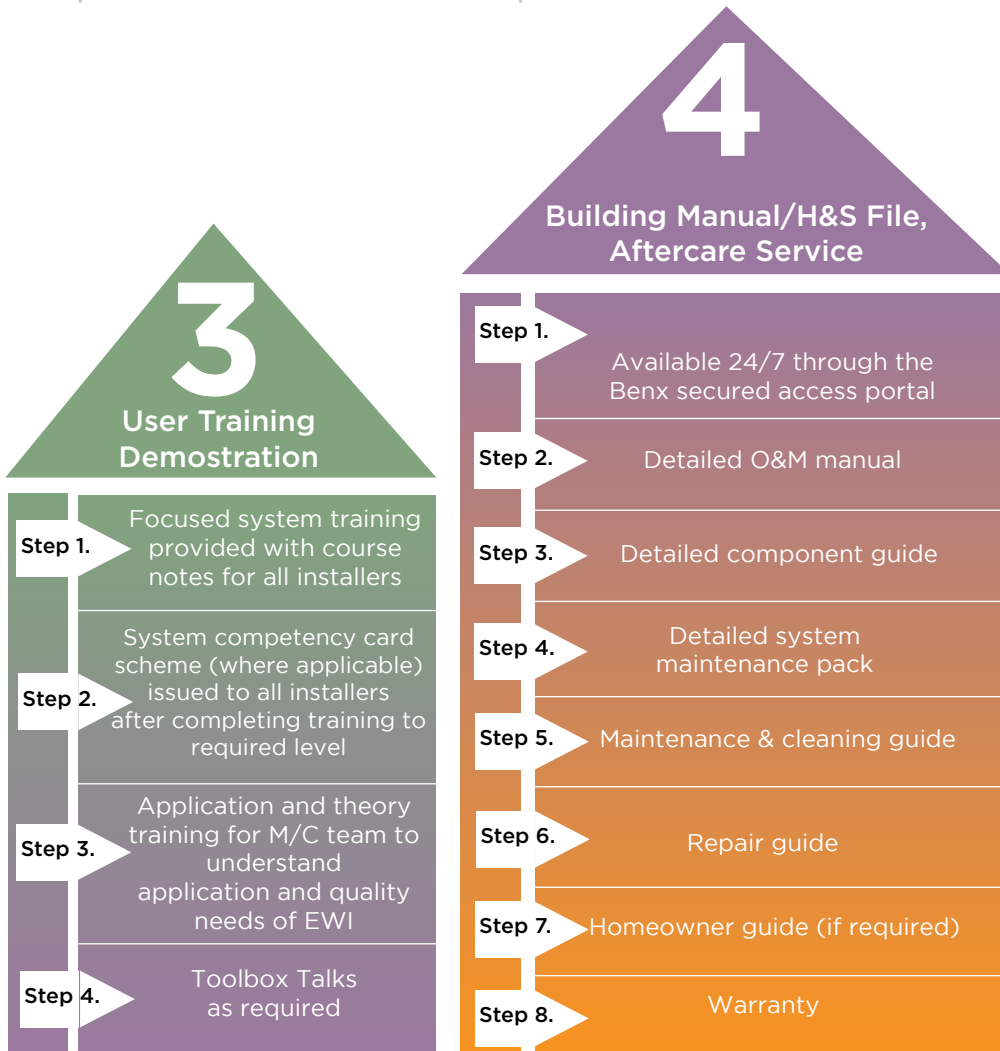 3
User Training
Demostration
Step 1.
Focused system training
provided with course
notes for all installers
Step 2.
System competency card
scheme (where applicable)
issued to all installers
after completing training to
required level
Step 3.
Application and theory
training for M/C team to
understand
application and quality
needs of EWI
Step 4.
Toolbox Talks
as required
4
Building Manual/H&S File,
Aftercare Service
Step 1.
Available 24/7 through the
Benx secured access portal
Step 2.
Detailed O&M manual
Step 3.
Detailed component guide
Step 4.
Detailed system
maintenance pack
Step 5.
Maintenance & cleaning guide
Step 6.
Repair guide
Step 7.
Homeowner guide (if required)
Step 8.
Warranty